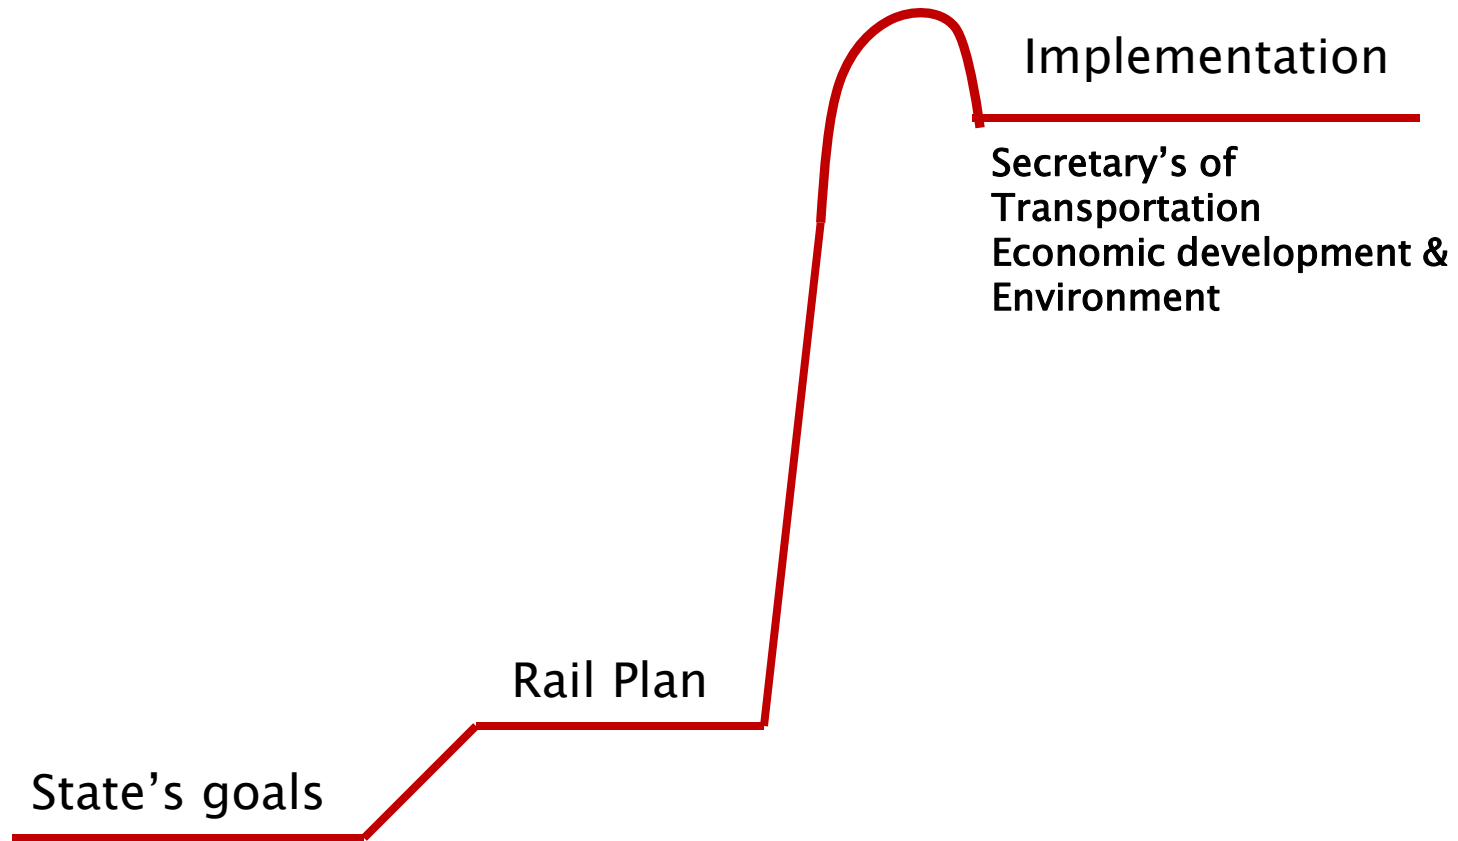 Implementation
Secretary’s of
Transportation
Economic development &
Environment
Rail Plan
State’s goals